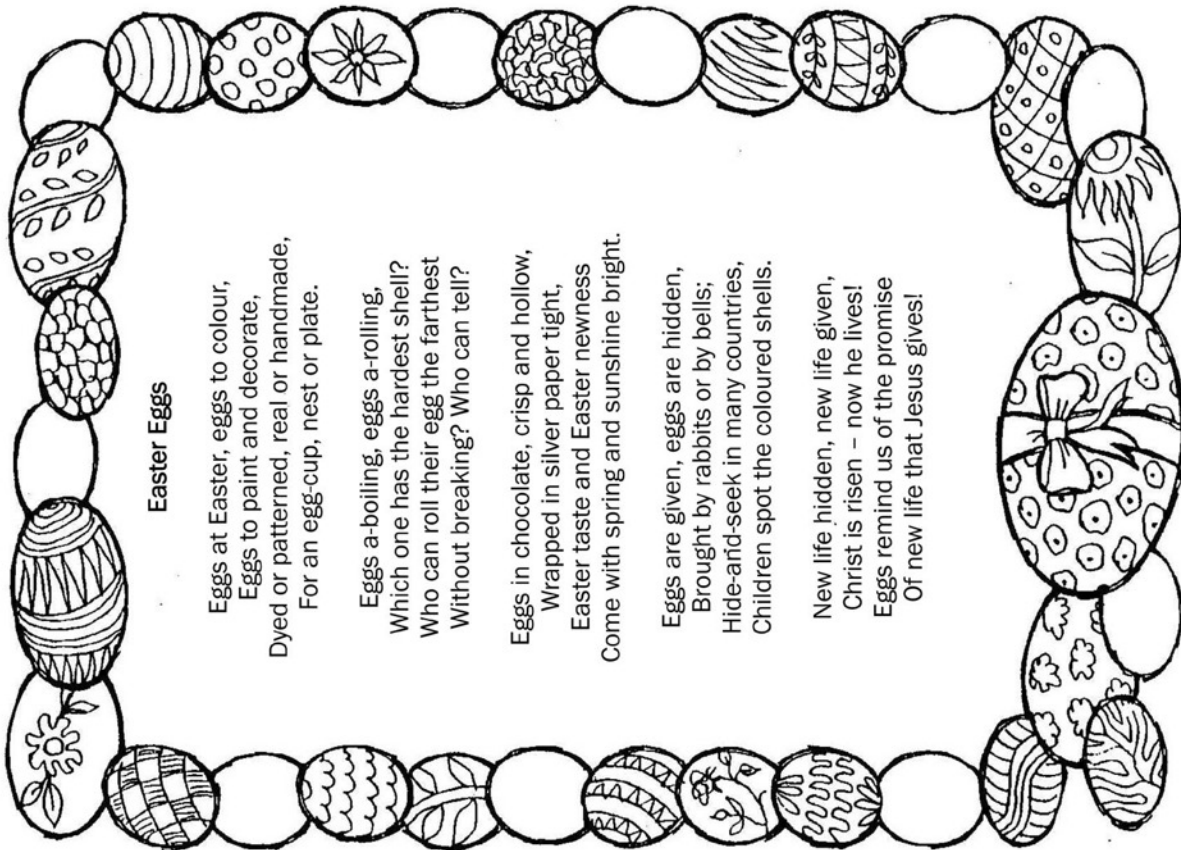 Easter Eggs
Eggs at Easter, eggs to colour,
Eggs to paint and decorate,
Dyed or patterned, real or handmade,
For an egg-cup, nest or plate.
Eggs a-boiling, eggs a-rolling,
Which one has the hardest shell?
Who can roll their egg the farthest
Without breaking? Who can tell?
Eggs in chocolate, crisp and hollow,
Wrapped in silver paper tight,
Easter taste and Easter newness
Come with spring and sunshine bright.
Eggs are given, eggs are hidden,
Brought by rabbits or by bells;
Hide-and-seek in many countries,
Children spot the coloured shells.
New life hidden, new life given,
Christ is risen – now he lives!
Eggs remind us of the promise
Of new life that Jesus gives!